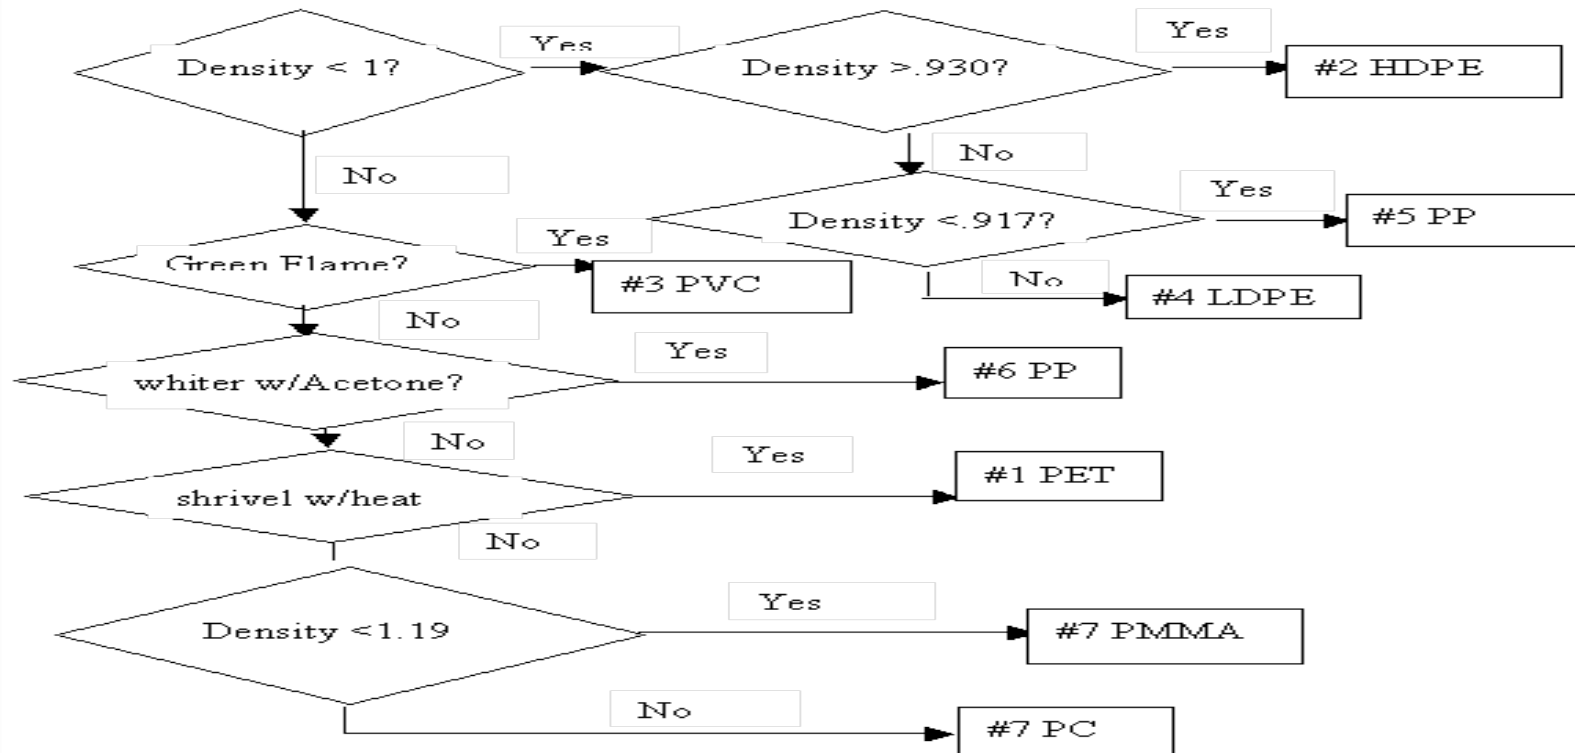 Density < 1?
Yes
Density >.930?
Yes
#2 HDPE
No
No
Density <.917?
Yes
#5 PP
Green Flame?
Yes
#3 PVC
No
#4 LDPE
No
whiter w/Acetone?
Yes
#6 PP
No
shrivel w/heat
Yes
#1 PET
No
Density <1.19
Yes
#7 PMMA
No
#7 PC